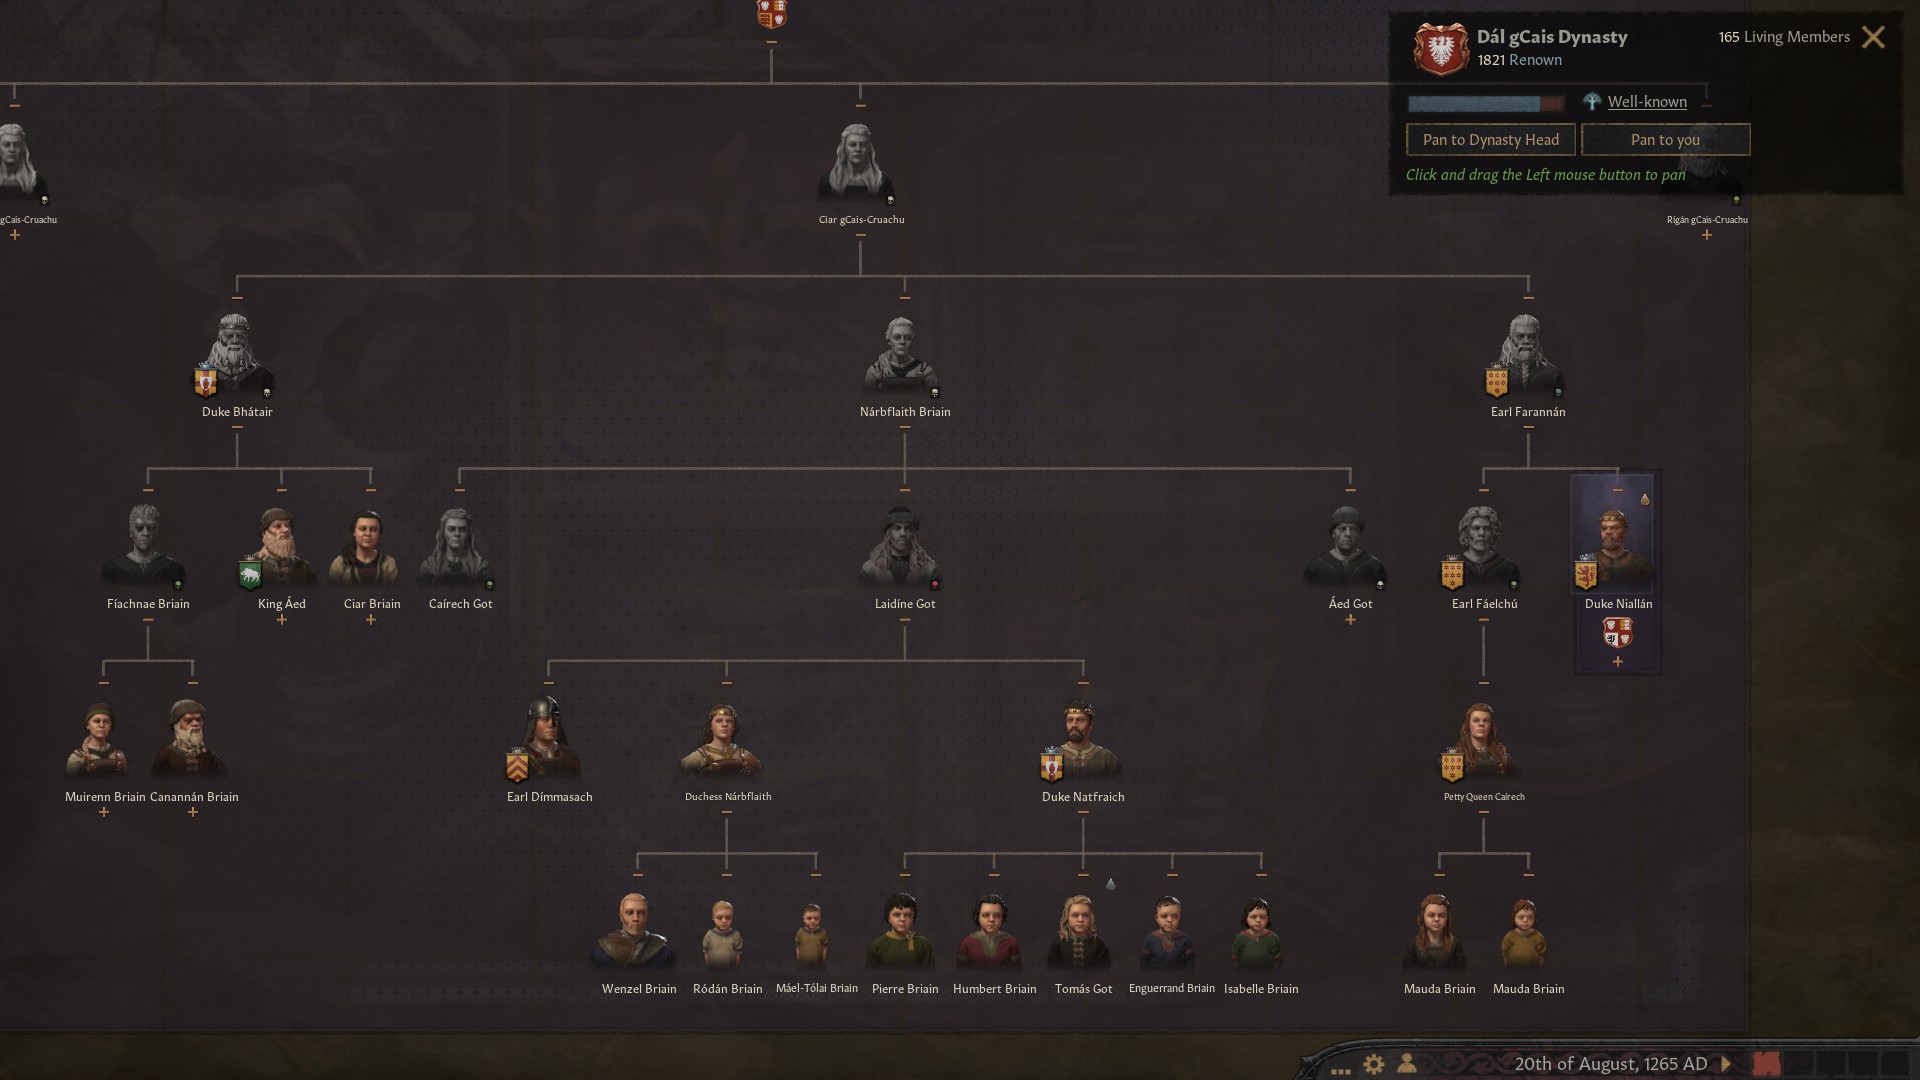 Dál gCais Dynasty
165 Living Members
1821 Renown
Well-known
Pan to Dynasty Head
Pan to you
Click and drag the Left mouse button to pan
gCais-Cruachu
Ciar gCais-Cruachu
Rígán gCais-Cruachu
Duke Bhátair
Nárbflaith Briain
Earl Farannán
Fíachnae Briain
King Áed
Ciar Briain
Caírech Got
Laidíne Got
Áed Got
Earl Fáelchú
Duke Niallán
Muirenn Briain
Canannán Briain
Earl Dímmasach
Duchess Nárbflaith
Duke Natfraich
Petty Queen Caírech
Wenzel Briain
Ródán Briain
Máel-Tólai Briain
Pierre Briain
Humbert Briain
Tomás Got
Enguerrand Briain
Isabelle Briain
Mauda Briain
Mauda Briain
20th of August, 1265 AD